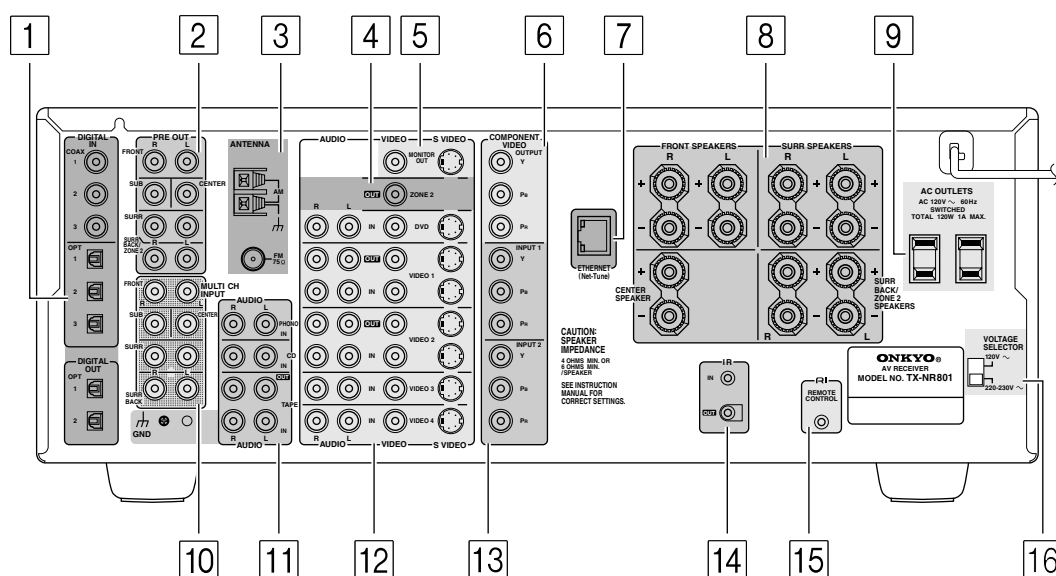 1 2 3 4 5 6 7 8 9
DIGITAL
IN
COAX
1
2
3
OPT
1
2
3
DIGITAL
OUT
OPT
1
2
PRE OUT
R L
FRONT
SUB CENTER
SURR
SURR
BACK/
ZONE 2
R L
MULTI CH
INPUT
FRONT
R L
SUB CENTER
SURR
SURR
BACK
R L
GND
ANTENNA
AM
FM
75Ω
AUDIO
R L
PHONO
IN
CD
IN
OUT
TAPE
IN
R L
AUDIO
AUDIO VIDEO S VIDEO
MONITOR
OUT
OUT ZONE 2
R L
IN DVD
OUT
VIDEO 1
IN
OUT
VIDEO 2
IN
IN VIDEO 3
IN VIDEO 4
R L
AUDIO VIDEO S VIDEO
COMPONENT
VIDEO
OUTPUT
Y
PB
PR
INPUT 1
Y
PB
PR
INPUT 2
Y
PB
PR
ETHERNET
(Net-Tune)
CAUTION:
SPEAKER
IMPEDANCE
4 OHMS MIN. OR
6 OHMS MIN.
/SPEAKER
SEE INSTRUCTION
MANUAL FOR
CORRECT SETTINGS.
FRONT SPEAKERS
R L
SURR SPEAKERS
R L
+ − + − + +
− + − + − −
CENTER
SPEAKER
SURR
BACK/
ZONE 2
SPEAKERS
R L
IR
IN
OUT
RI
REMOTE
CONTROL
AC OUTLETS
AC 120V ~ 60Hz
SWITCHED
TOTAL 120W 1A MAX.
ONKYO®
AV RECEIVER
MODEL NO. TX-NR801
VOLTAGE
SELECTOR
120V ~
220-230V ~
10 11 12 13 14 15 16